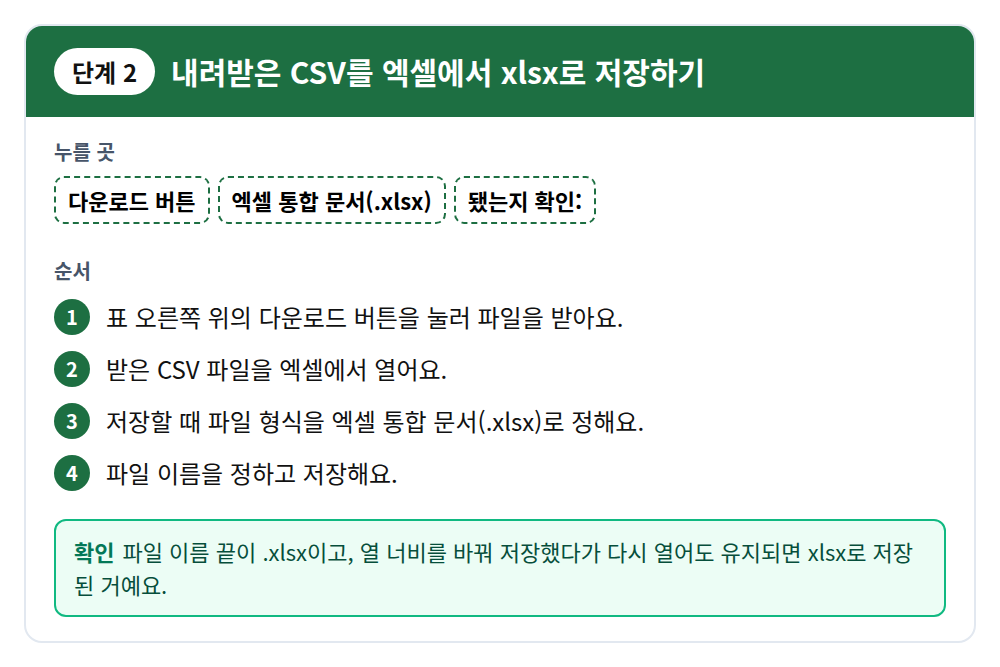 단계 2 내려받은 CSV를 엑셀에서 xlsx로 저장하기
누를 곳
다운로드 버튼 엑셀 통합 문서(.xlsx) 됐는지 확인:
순서
1 표 오른쪽 위의 다운로드 버튼을 눌러 파일을 받아요.
2 받은 CSV 파일을 엑셀에서 열어요.
3 저장할 때 파일 형식을 엑셀 통합 문서(.xlsx)로 정해요.
4 파일 이름을 정하고 저장해요.
확인 파일 이름 끝이 .xlsx이고, 열 너비를 바꿔 저장했다가 다시 열어도 유지되면 xlsx로 저장
된 거예요.